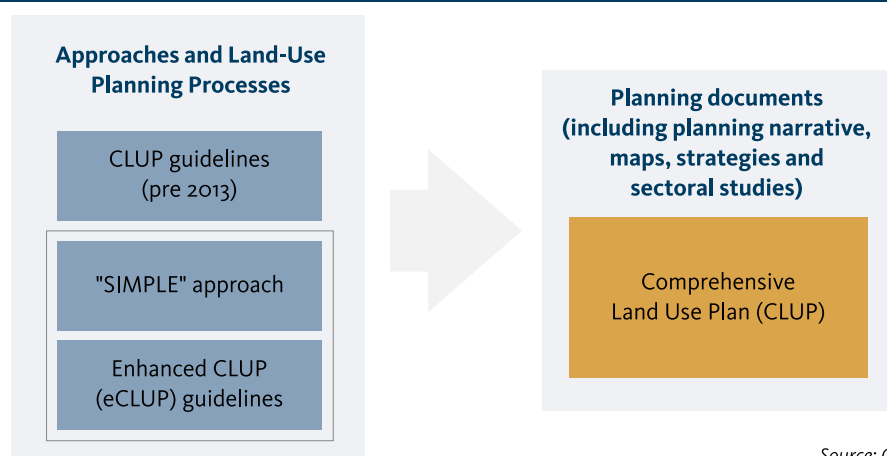 Approaches and Land-Use
Planning Processes
CLUP guidelines
(pre 2013)
"SIMPLE" approach
Enhanced CLUP
(eCLUP) guidelines
Planning documents
(including planning narrative,
maps, strategies and
sectoral studies)
Comprehensive
Land Use Plan (CLUP)
Source: